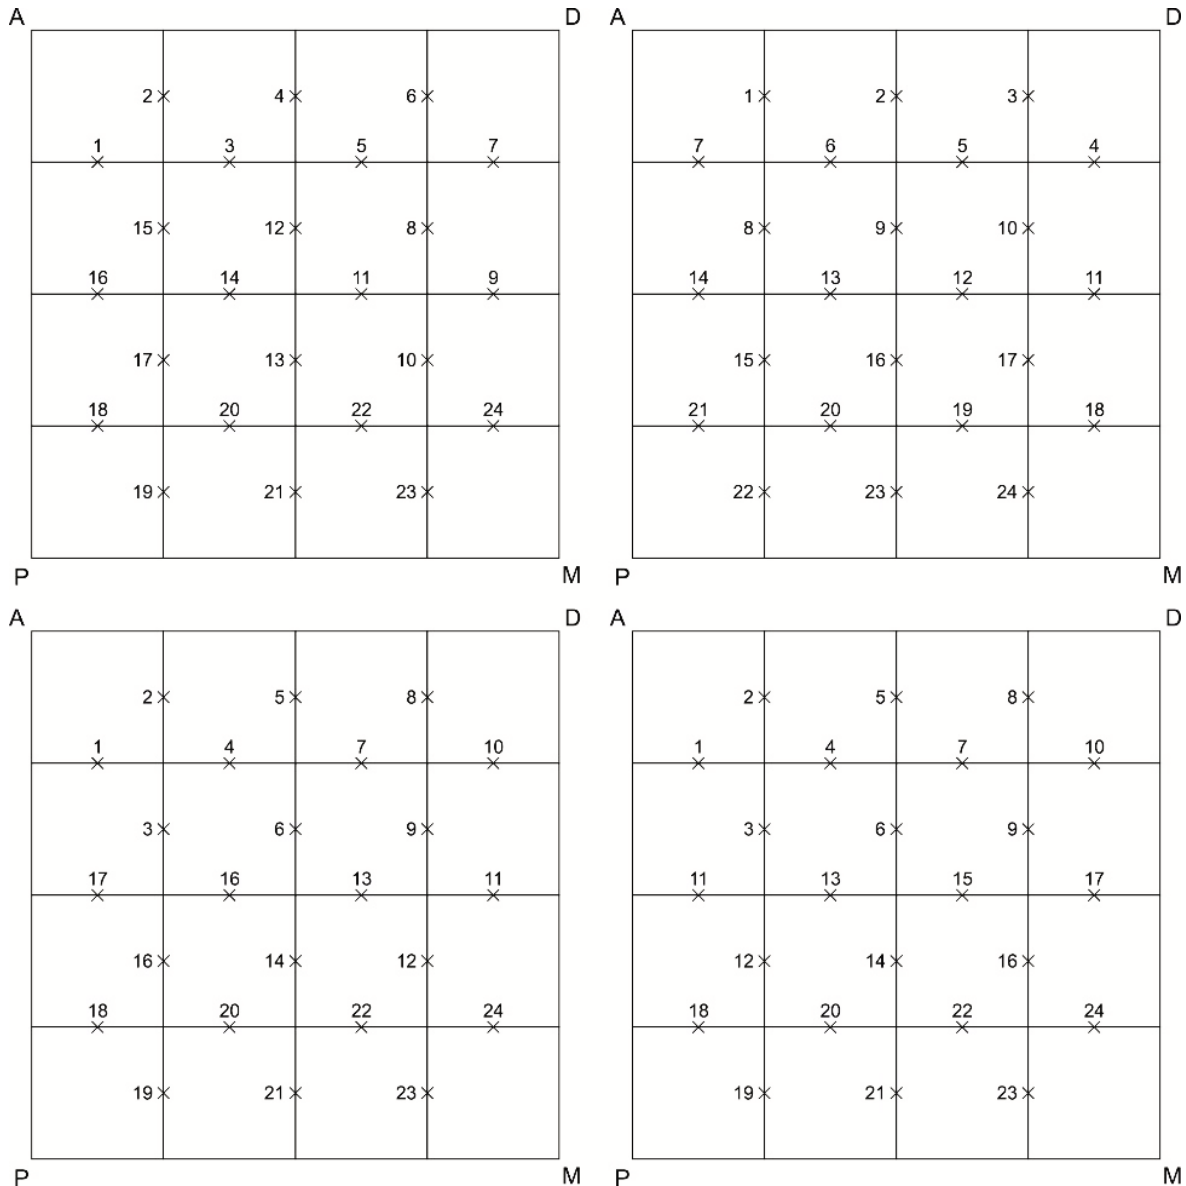 A D A D
2 4 6 1 2 3
1 3 5 7 7 6 5 4
15 12 8 8 9 10
16 14 11 9 14 13 12 11
17 13 10 15 16 17
18 20 22 24 21 20 19 18
19 21 23 22 23 24
P M P M
A D A D
2 5 8 2 5 8
1 4 7 10 1 4 7 10
3 6 9 3 6 9
17 16 13 11 11 13 15 17
16 14 12 12 14 16
18 20 22 24 18 20 22 24
19 21 23 19 21 23
P M P M